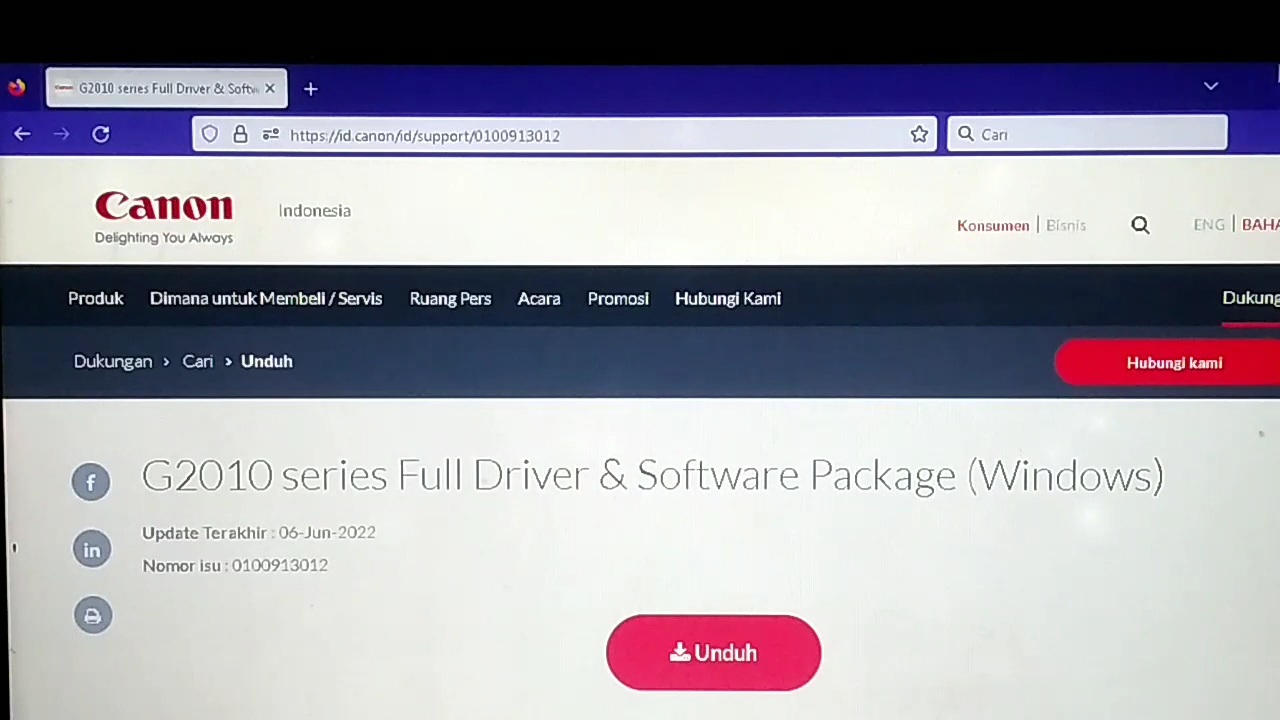 Canon G2010 series Full Driver & Softw
https://id.canon/id/support/0100913012
Cari
Canon
Indonesia
Delighting You Always
Konsumen | Bisnis
ENG | BAHA
Produk Dimana untuk Membeli / Servis Ruang Pers Acara Promosi Hubungi Kami Dukung
Dukungan > Cari > Unduh
Hubungi kami
G2010 series Full Driver & Software Package (Windows)
Update Terakhir : 06-Jun-2022
Nomor isu : 0100913012
Unduh